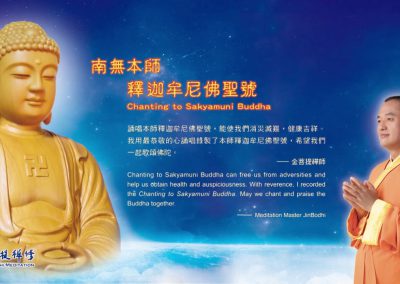 南無本師
釋迦牟尼佛聖號
Chanting to Sakyamuni Buddha
誦唱本師釋迦牟尼佛聖號，能使我們消災滅難，健康吉祥。
我用最恭敬的心誦唱錄製了本師釋迦牟尼佛聖號，希望我們
一起歌頌佛陀。
—— 金菩提禪師
Chanting to Sakyamuni Buddha can free us from adversities and
help us obtain health and auspiciousness. With reverence, I recorded
the Chanting to Sakyamuni Buddha. May we chant and praise the
Buddha together.
—— Meditation Master JinBodhi
提禪修
MEDITATION